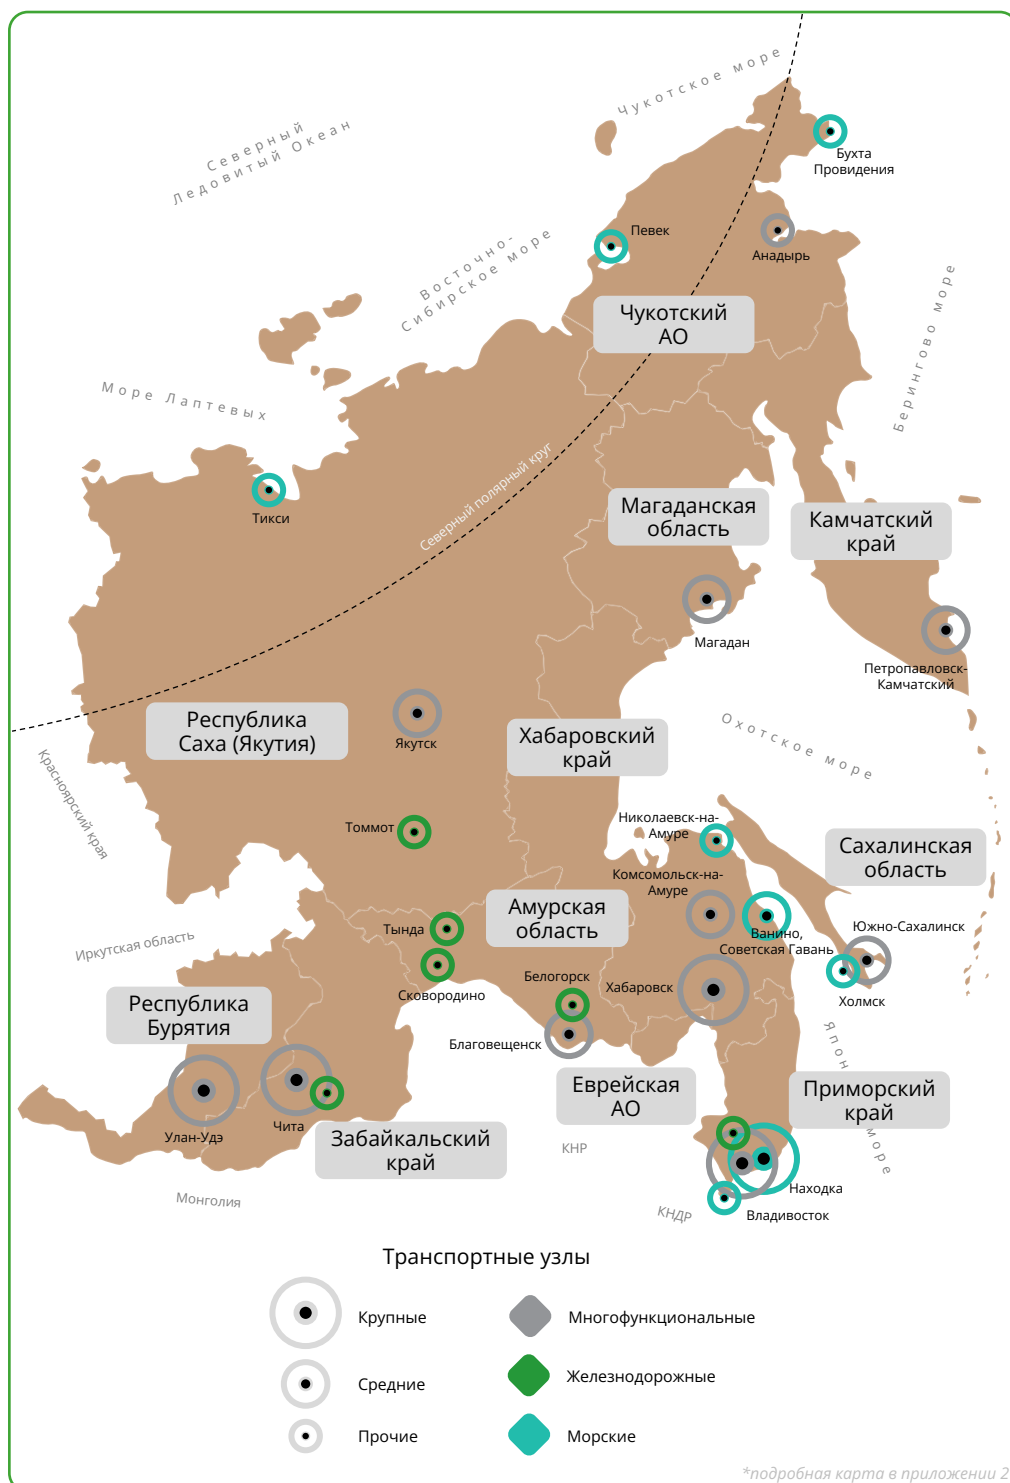 Чукотское море
Северный
Ледовитый Океан
Бухта
Провидения
Певек
Анадырь
Восточно-
Сибирское море
Берингово море
Чукотский
АО
Море Лаптевых
Северный полярный круг
Тикси
Магаданская
область
Камчатский
край
Магадан
Петропавловск-
Камчатский
Республика
Саха (Якутия)
Якутск
Хабаровский
край
Охотское море
Красноярский края
Томмот
Николаевск-на-
Амуре
Сахалинская
область
Комсомольск-на-
Амуре
Амурская
область
Тында
Ванино,
Советская Гавань
Южно-Сахалинск
Иркутская область
Сковородино
Белогорск
Хабаровск
Холмск
Республика
Бурятия
Благовещенск
Японское море
Еврейская
АО
Приморский
край
Улан-Удэ
Чита
Забайкальский
край
КНР
Монголия
КНДР
Находка
Владивосток
Транспортные узлы
Крупные
Многофункциональные
Средние
Железнодорожные
Прочие
Морские
*подробная карта в приложении 2